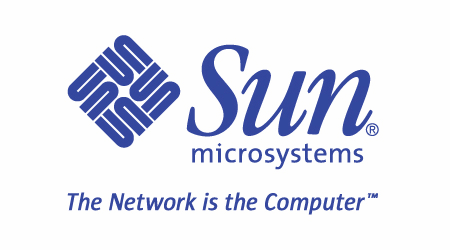 Sun®
microsystems
The Network is the Computer™